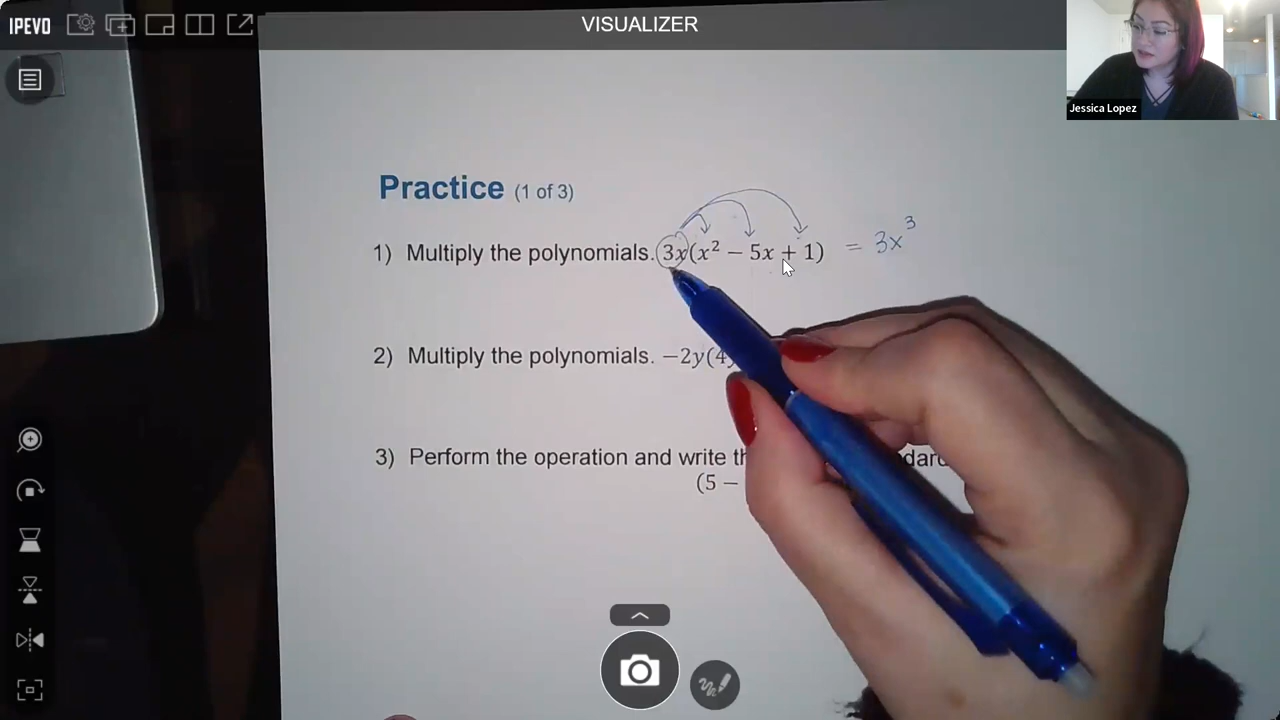 IPEVO
VISUALIZER
Jessica Lopez
Practice (1 of 3)
1) Multiply the polynomials. 3x(x² − 5x + 1) = 3x³
2) Multiply the polynomials. −2y(4
3) Perform the operation and write
(5 −